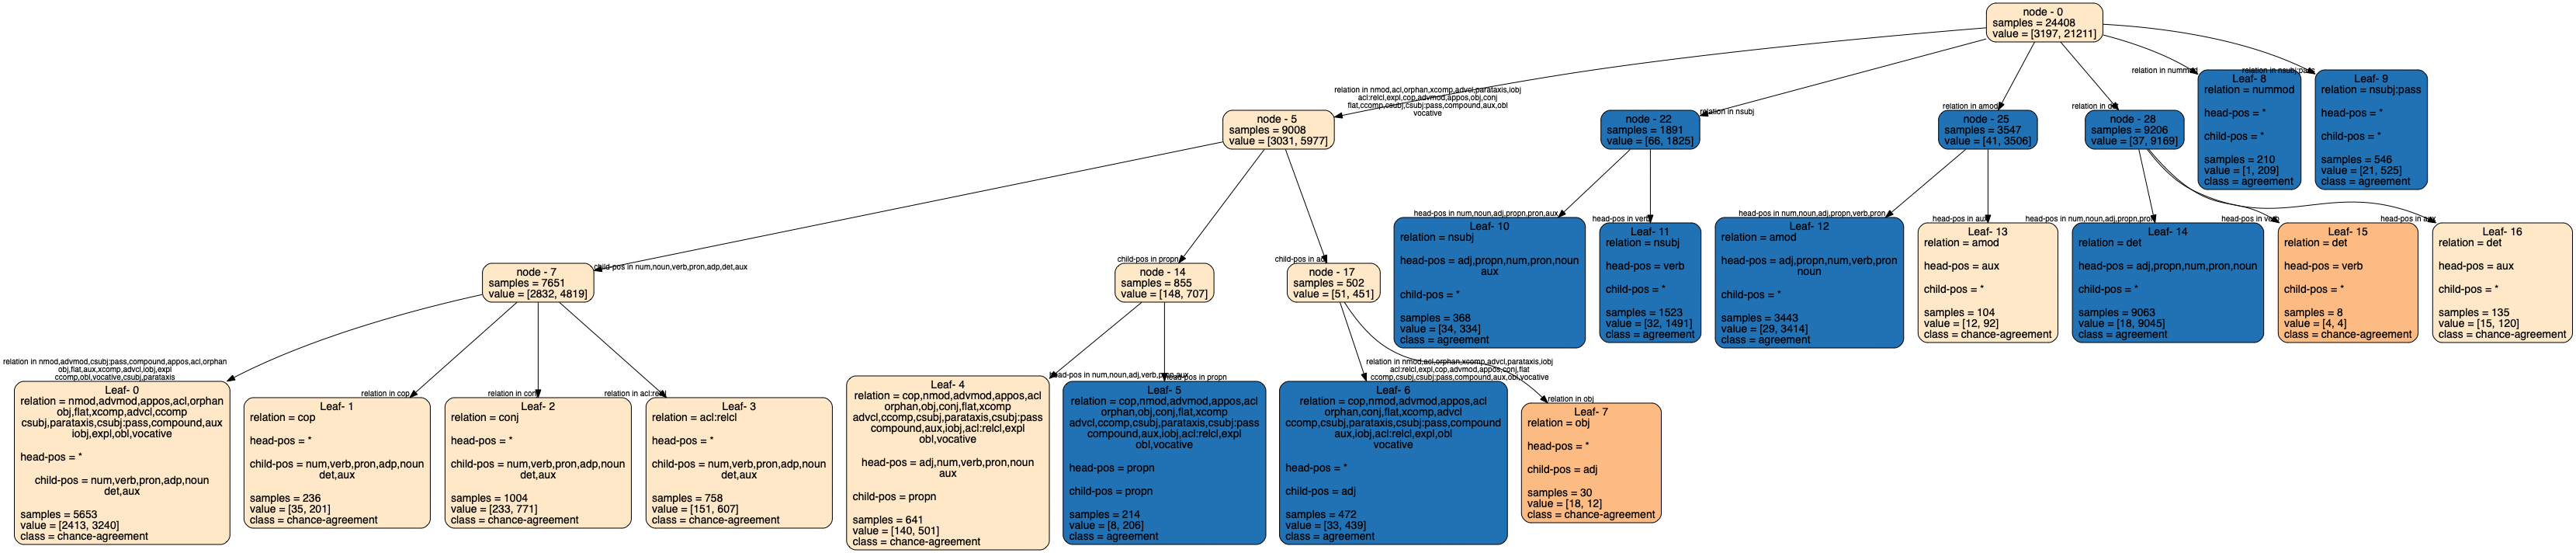 node - 0
samples = 24408
value = [3197, 21211]
relation in nmod,acl,orphan,xcomp,advcl,parataxis,iobj
acl:relcl,expl,cop,advmod,appos,obj,conj
flat,ccomp,csubj,csubj:pass,compound,aux,obl
vocative
relation in nsubj
relation in amod
relation in det
relation in nummod
relation in nsubj:pass
Leaf- 8
relation = nummod
head-pos = *
child-pos = *
samples = 210
value = [1, 209]
class = agreement
Leaf- 9
relation = nsubj:pass
head-pos = *
child-pos = *
samples = 546
value = [21, 525]
class = agreement
node - 5
samples = 9008
value = [3031, 5977]
node - 22
samples = 1891
value = [66, 1825]
node - 25
samples = 3547
value = [41, 3506]
node - 28
samples = 9206
value = [37, 9169]
child-pos in num,noun,verb,pron,adp,det,aux
child-pos in propn
child-pos in adj
node - 7
samples = 7651
value = [2832, 4819]
node - 14
samples = 855
value = [148, 707]
node - 17
samples = 502
value = [51, 451]
head-pos in num,noun,adj,propn,pron,aux
Leaf- 10
relation = nsubj
head-pos = adj,propn,num,pron,noun
aux
child-pos = *
samples = 368
value = [34, 334]
class = agreement
head-pos in verb
Leaf- 11
relation = nsubj
head-pos = verb
child-pos = *
samples = 1523
value = [32, 1491]
class = agreement
head-pos in num,noun,adj,propn,verb,pron
Leaf- 12
relation = amod
head-pos = adj,propn,num,verb,pron
noun
child-pos = *
samples = 3443
value = [29, 3414]
class = agreement
head-pos in aux
Leaf- 13
relation = amod
head-pos = aux
child-pos = *
samples = 104
value = [12, 92]
class = chance-agreement
head-pos in num,noun,adj,propn,pron
Leaf- 14
relation = det
head-pos = adj,propn,num,pron,noun
child-pos = *
samples = 9063
value = [18, 9045]
class = agreement
head-pos in verb
Leaf- 15
relation = det
head-pos = verb
child-pos = *
samples = 8
value = [4, 4]
class = chance-agreement
head-pos in aux
Leaf- 16
relation = det
head-pos = aux
child-pos = *
samples = 135
value = [15, 120]
class = chance-agreement
relation in nmod,advmod,csubj:pass,compound,appos,acl,orphan
obj,flat,aux,xcomp,advcl,iobj,expl
ccomp,obl,vocative,csubj,parataxis
Leaf- 0
relation = nmod,advmod,appos,acl,orphan
obj,flat,xcomp,advcl,ccomp
csubj,parataxis,csubj:pass,compound,aux
iobj,expl,obl,vocative
head-pos = *
child-pos = num,verb,pron,adp,noun
det,aux
samples = 5653
value = [2413, 3240]
class = chance-agreement
relation in cop
Leaf- 1
relation = cop
head-pos = *
child-pos = num,verb,pron,adp,noun
det,aux
samples = 236
value = [35, 201]
class = chance-agreement
relation in conj
Leaf- 2
relation = conj
head-pos = *
child-pos = num,verb,pron,adp,noun
det,aux
samples = 1004
value = [233, 771]
class = chance-agreement
relation in acl:relcl
Leaf- 3
relation = acl:relcl
head-pos = *
child-pos = num,verb,pron,adp,noun
det,aux
samples = 758
value = [151, 607]
class = chance-agreement
head-pos in num,noun,adj,verb,pron,aux
Leaf- 4
relation = cop,nmod,advmod,appos,acl
orphan,obj,conj,flat,xcomp
advcl,ccomp,csubj,parataxis,csubj:pass
compound,aux,iobj,acl:relcl,expl
obl,vocative
head-pos = adj,num,verb,pron,noun
aux
child-pos = propn
samples = 641
value = [140, 501]
class = chance-agreement
head-pos in propn
Leaf- 5
relation = cop,nmod,advmod,appos,acl
orphan,obj,conj,flat,xcomp
advcl,ccomp,csubj,parataxis,csubj:pass
compound,aux,iobj,acl:relcl,expl
obl,vocative
head-pos = propn
child-pos = propn
samples = 214
value = [8, 206]
class = agreement
relation in nmod,acl,orphan,xcomp,advcl,parataxis,iobj
acl:relcl,expl,cop,advmod,appos,conj,flat
ccomp,csubj,csubj:pass,compound,aux,obl,vocative
Leaf- 6
relation = cop,nmod,advmod,appos,acl
orphan,conj,flat,xcomp,advcl
ccomp,csubj,parataxis,csubj:pass,compound
aux,iobj,acl:relcl,expl,obl
vocative
head-pos = *
child-pos = adj
samples = 472
value = [33, 439]
class = agreement
relation in obj
Leaf- 7
relation = obj
head-pos = *
child-pos = adj
samples = 30
value = [18, 12]
class = chance-agreement